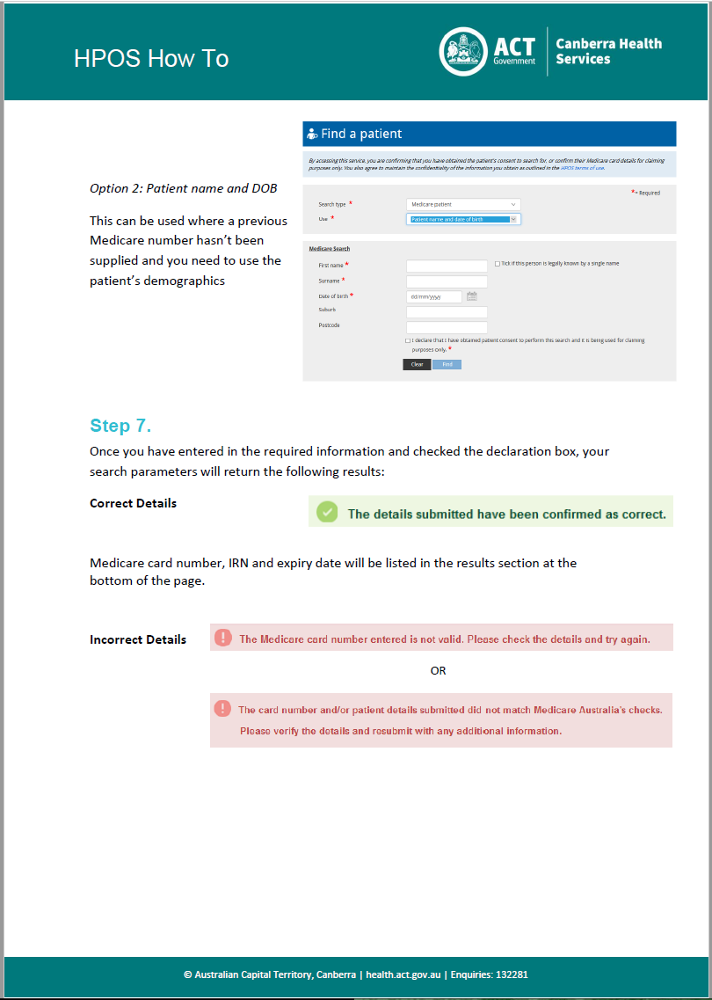 HPOS How To
ACT
Government
Canberra Health
Services
Find a patient
By accessing this service, you are confirming that you have obtained the patient's consent to search for, or confirm their Medicare card details for claiming
purposes only. You also agree to maintain the confidentiality of the information you obtain as outlined in the HPOS terms of use.
* = Required
Search type * Medicare patient
Use * Patient name and date of birth
Option 2: Patient name and DOB
This can be used where a previous
Medicare number hasn't been
supplied and you need to use the
patient's demographics
Medicare Search
First name * Tick if this person is legally known by a single name
Surname *
Date of birth * dd/mm/yyyy
Suburb
Postcode
I declare that I have obtained patient consent to perform this search and it is being used for claiming
purposes only. *
Clear Find
Step 7.
Once you have entered in the required information and checked the declaration box, your
search parameters will return the following results:
Correct Details
The details submitted have been confirmed as correct.
Medicare card number, IRN and expiry date will be listed in the results section at the
bottom of the page.
Incorrect Details
The Medicare card number entered is not valid. Please check the details and try again.
OR
The card number and/or patient details submitted did not match Medicare Australia's checks.
Please verify the details and resubmit with any additional information.
© Australian Capital Territory, Canberra | health.act.gov.au | Enquiries: 132281